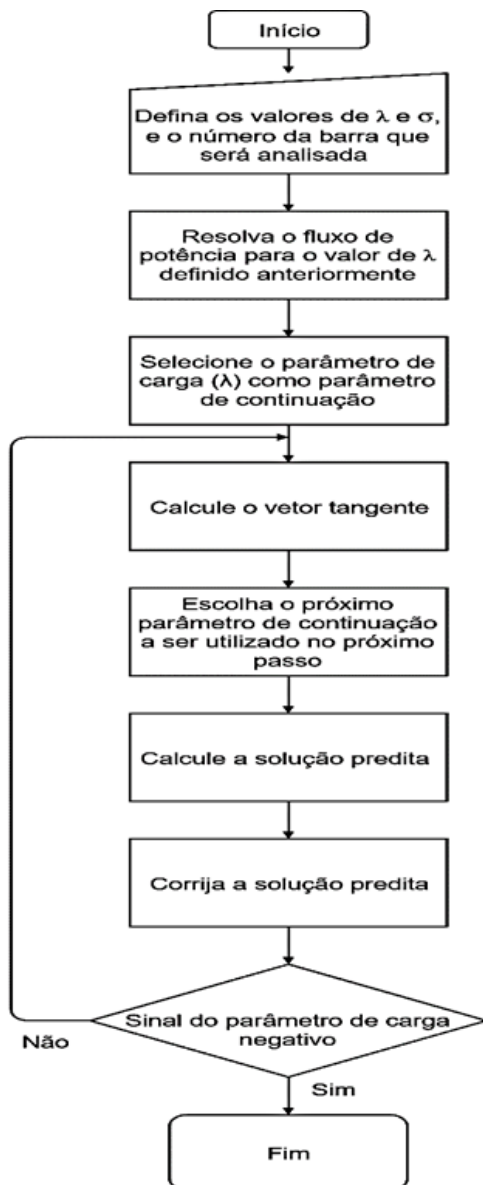 Início
Defina os valores de λ e σ,
e o número da barra que
será analisada
Resolva o fluxo de
potência para o valor de λ
definido anteriormente
Selecione o parâmetro de
carga (λ) como parâmetro
de continuação
Calcule o vetor tangente
Escolha o próximo
parâmetro de continuação
a ser utilizado no próximo
passo
Calcule a solução predita
Corrija a solução predita
Sinal do parâmetro de carga
negativo
Não
Sim
Fim